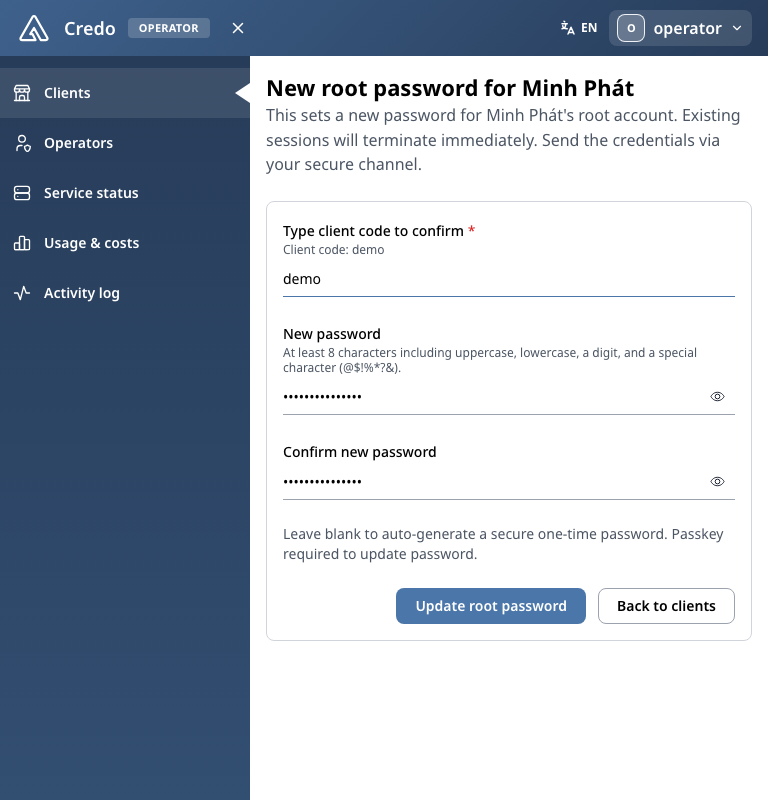 Credo
OPERATOR
EN
O
operator
Clients
Operators
Service status
Usage & costs
Activity log
New root password for Minh Phát
This sets a new password for Minh Phát's root account. Existing
sessions will terminate immediately. Send the credentials via
your secure channel.
Type client code to confirm *
Client code: demo
demo
New password
At least 8 characters including uppercase, lowercase, a digit, and a special
character (@$!%*?&).
•••••••••••••••
Confirm new password
•••••••••••••••
Leave blank to auto-generate a secure one-time password. Passkey
required to update password.
Update root password
Back to clients